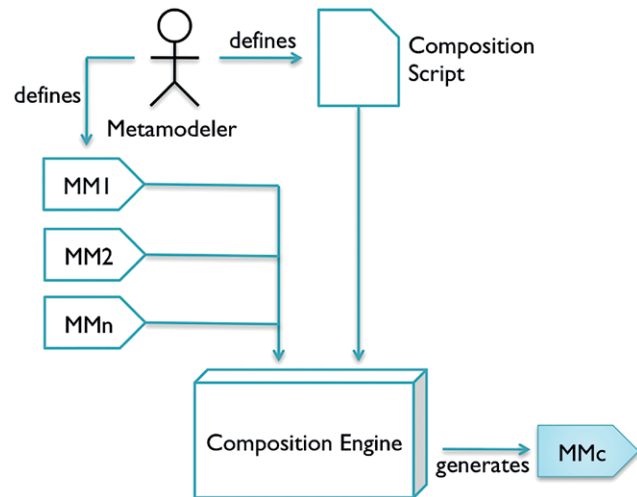 defines
Composition
Script
defines
Metamodeler
MM1
MM2
MMn
Composition Engine
generates
MMc